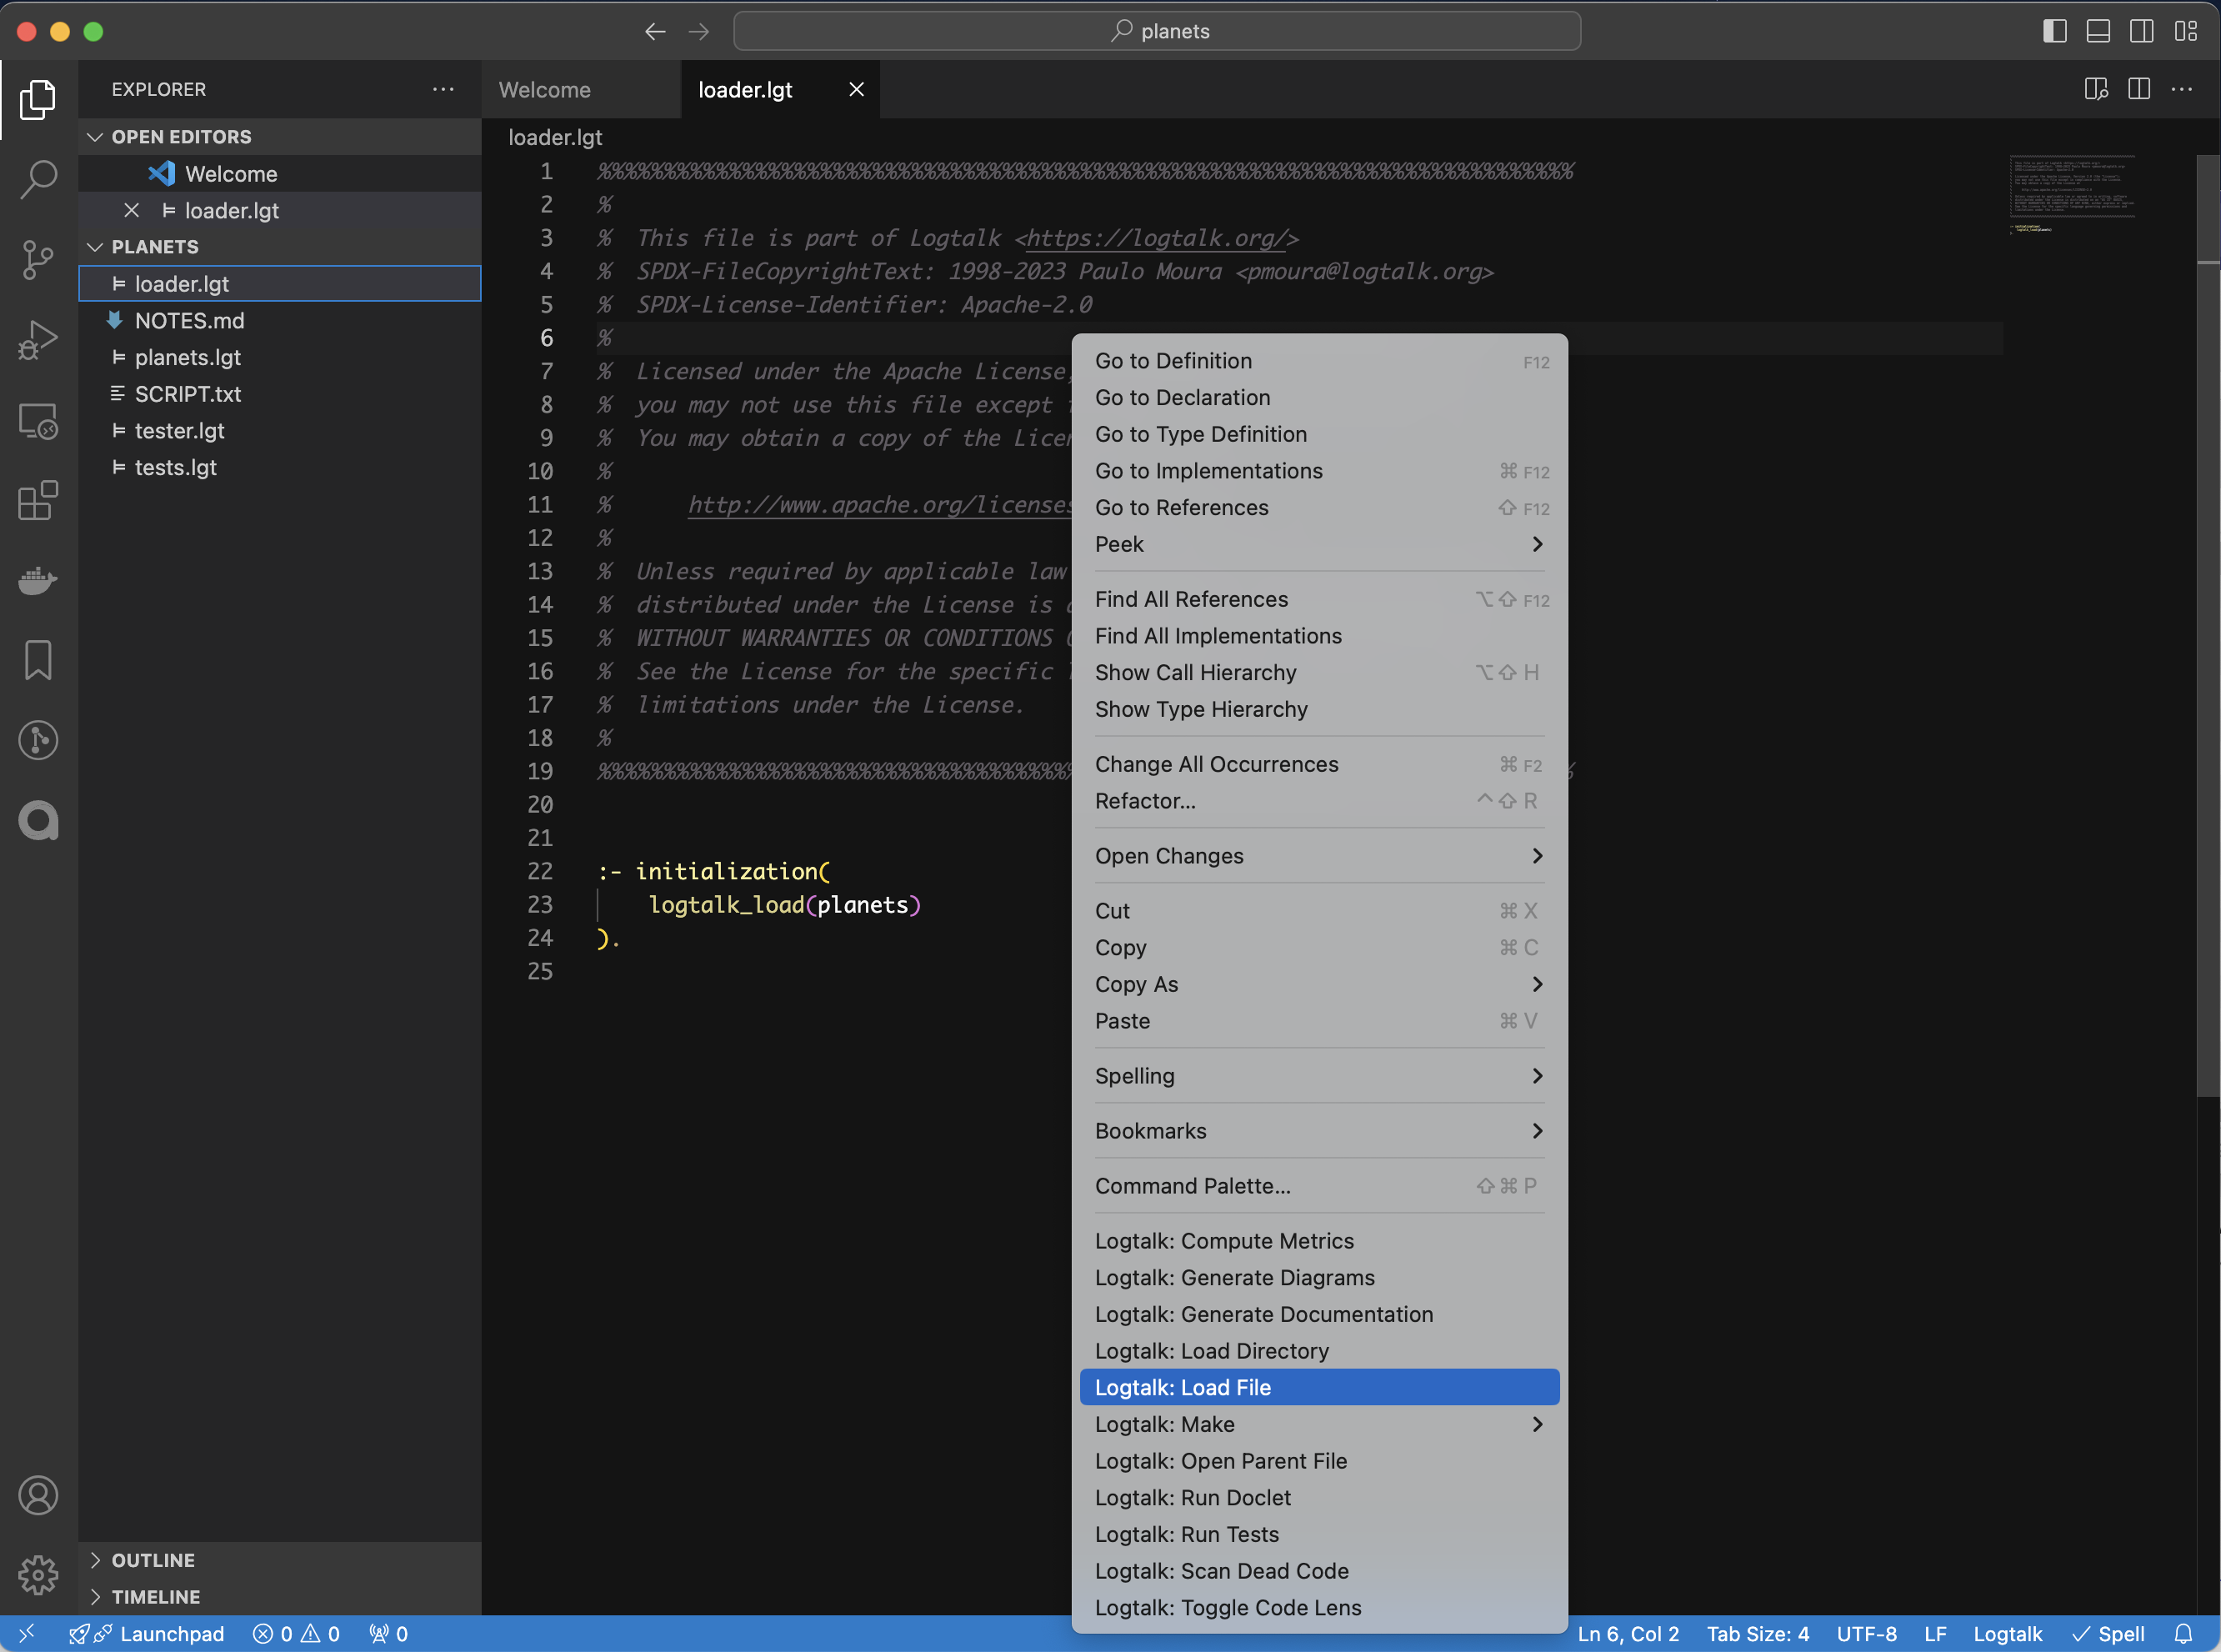 planets
EXPLORER
Welcome
loader.lgt
OPEN EDITORS
Welcome
loader.lgt
PLANETS
loader.lgt
NOTES.md
planets.lgt
SCRIPT.txt
tester.lgt
tests.lgt
OUTLINE
TIMELINE
loader.lgt
1 %%%%%%%%%%%%%%%%%%%%%%%%%%%%%%%%%%%%%%%%%%%%%%%%%%%%%%%%%%%%%%%%%%%%%%%%%%%
2 %
3 %  This file is part of Logtalk <https://logtalk.org/>
4 %  SPDX-FileCopyrightText: 1998-2023 Paulo Moura <pmoura@logtalk.org>
5 %  SPDX-License-Identifier: Apache-2.0
6 %
7 %  Licensed under the Apache License,
8 %  you may not use this file except
9 %  You may obtain a copy of the
10 %
11 %      http://www.apache.org/licenses
12 %
13 %  Unless required by applicable law
14 %  distributed under the License is
15 %  WITHOUT WARRANTIES OR CONDITIONS
16 %  See the License for the specific
17 %  limitations under the License.
18 %
19 %%%%%%%%%%%%%%%%%%%%%%%%%%%%%%%%%%%%
20
21
22 :- initialization(
23     logtalk_load(planets)
24 ).
25
Go to Definition F12
Go to Declaration
Go to Type Definition
Go to Implementations ⌘ F12
Go to References ⇧ F12
Peek
Find All References ⌥⇧ F12
Find All Implementations
Show Call Hierarchy ⌥⇧ H
Show Type Hierarchy
Change All Occurrences ⌘ F2
Refactor... ^⇧ R
Open Changes
Cut ⌘ X
Copy ⌘ C
Copy As
Paste ⌘ V
Spelling
Bookmarks
Command Palette... ⇧⌘ P
Logtalk: Compute Metrics
Logtalk: Generate Diagrams
Logtalk: Generate Documentation
Logtalk: Load Directory
Logtalk: Load File
Logtalk: Make
Logtalk: Open Parent File
Logtalk: Run Doclet
Logtalk: Run Tests
Logtalk: Scan Dead Code
Logtalk: Toggle Code Lens
Launchpad 0 0 0 Ln 6, Col 2 Tab Size: 4 UTF-8 LF Logtalk Spell